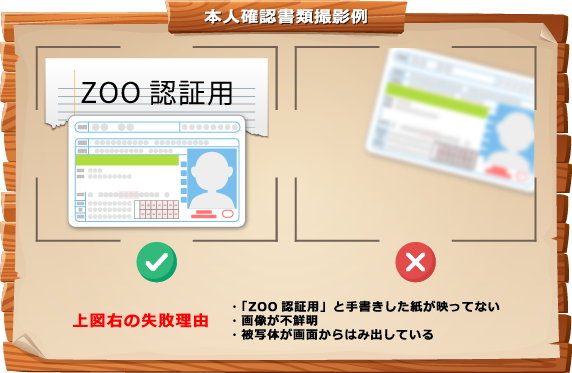 本人確認書類撮影例
ZOO 認証用
上図右の失敗理由
・「ZOO 認証用」と手書きした紙が映ってない
・画像が不鮮明
・被写体が画面からはみ出している